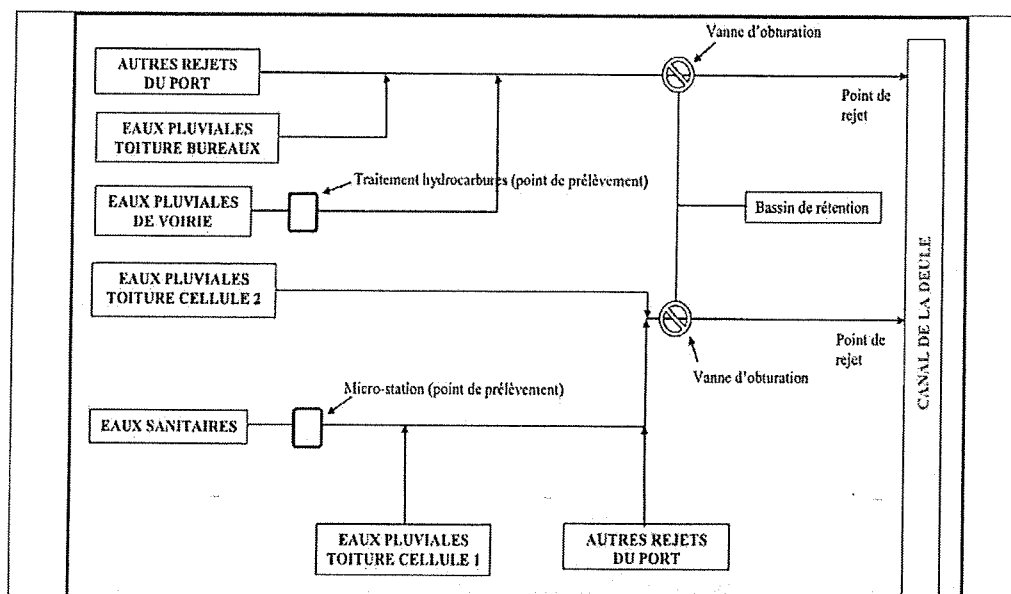 Vanne d'obturation
AUTRES REJETS
DU PORT
Point de
rejet
EAUX PLUVIALES
TOITURE BUREAUX
Traitement hydrocarbures (point de prélèvement)
EAUX PLUVIALES
DE VOIRIE
Bassin de rétention
EAUX PLUVIALES
TOITURE CELLULE 2
Point de
rejet
Vanne d'obturation
CANAL DE LA DEULE
Micro-station (point de prélèvement)
EAUX SANITAIRES
EAUX PLUVIALES
TOITURE CELLULE 1
AUTRES REJETS
DU PORT